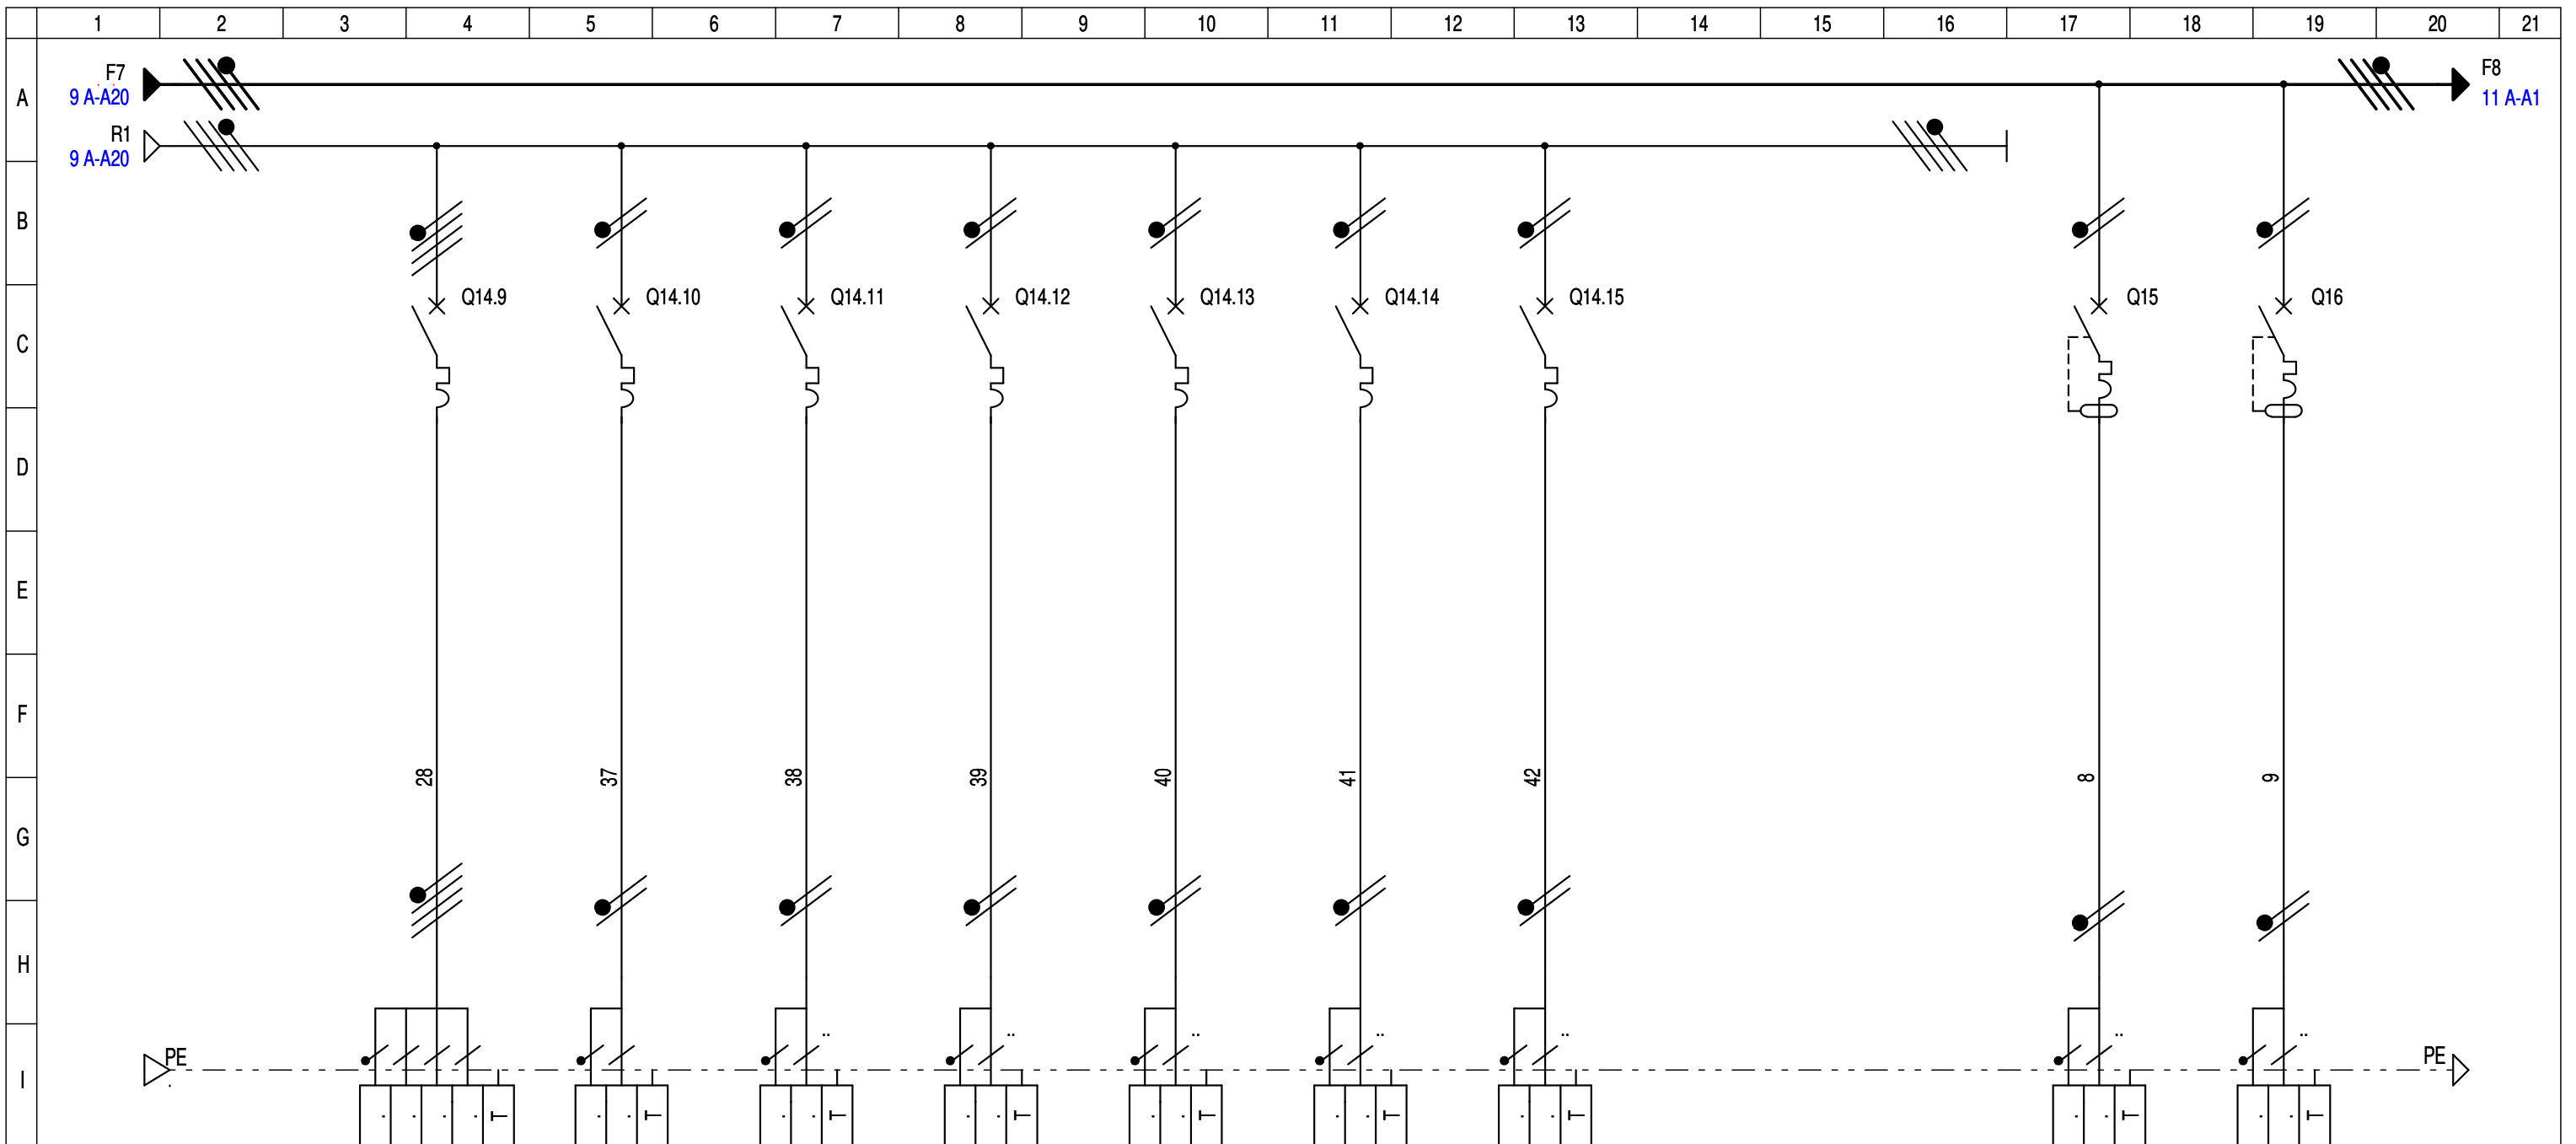 1 2 3 4 5 6 7 8 9 10 11 12 13 14 15 16 17 18 19 20 21
A
F7
9 A-A20
F8
11 A-A1
R1
9 A-A20
B
C
Q14.9 Q14.10 Q14.11 Q14.12 Q14.13 Q14.14 Q14.15 Q15 Q16
D
E
F
28 37 38 39 40 41 42 8 9
G
H
I
PE PE
T T T T T T T T T